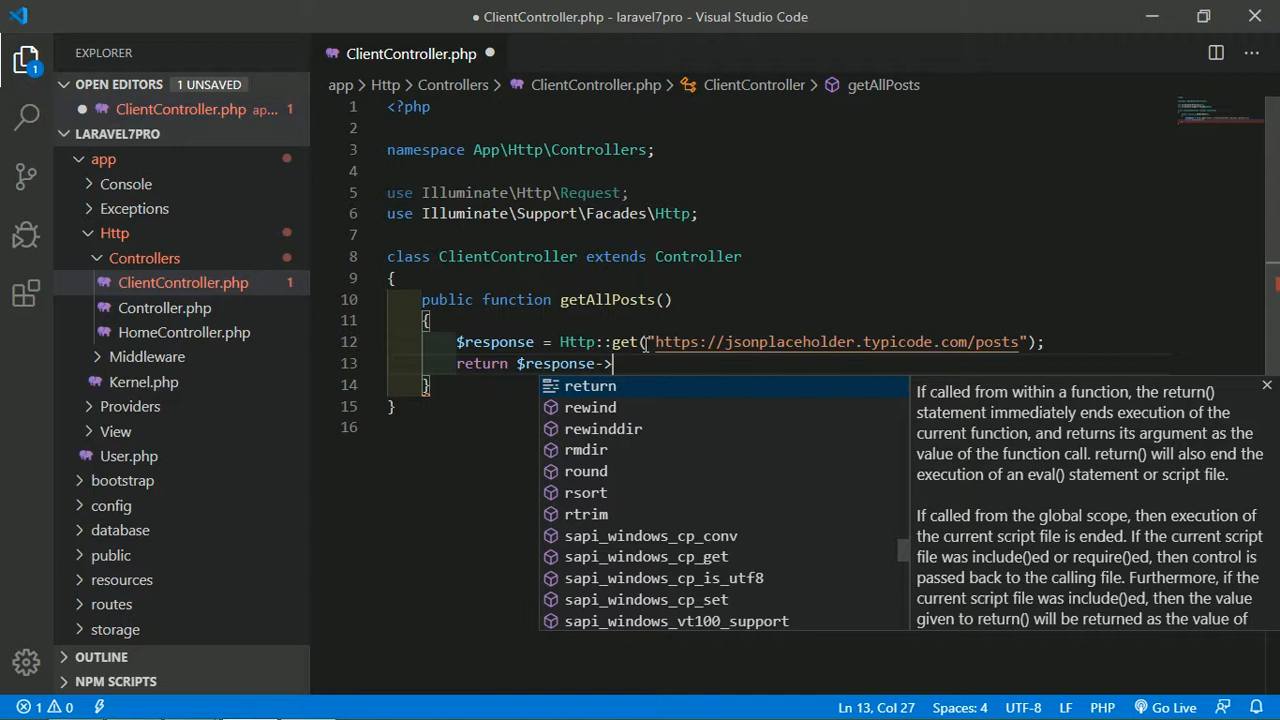 ● ClientController.php - laravel7pro - Visual Studio Code
EXPLORER
OPEN EDITORS 1 UNSAVED
ClientController.php ap... 1
LARAVEL7PRO
app
Console
Exceptions
Http
Controllers
ClientController.php 1
Controller.php
HomeController.php
Middleware
Kernel.php
Providers
View
User.php
bootstrap
config
database
public
resources
routes
storage
OUTLINE
NPM SCRIPTS
1
ClientController.php
app > Http > Controllers > ClientController.php > ClientController > getAllPosts
1 <?php
2
3 namespace App\Http\Controllers;
4
5 use Illuminate\Http\Request;
6 use Illuminate\Support\Facades\Http;
7
8 class ClientController extends Controller
9 {
10 public function getAllPosts()
11 {
12 $response = Http::get("https://jsonplaceholder.typicode.com/posts");
13 return $response->
14 }
15 }
16
return
rewind
rewinddir
rmdir
round
rsort
rtrim
sapi_windows_cp_conv
sapi_windows_cp_get
sapi_windows_cp_is_utf8
sapi_windows_cp_set
sapi_windows_vt100_support
If called from within a function, the return()
statement immediately ends execution of the
current function, and returns its argument as the
value of the function call. return() will also end the
execution of an eval() statement or script file.
If called from the global scope, then execution of
the current script file is ended. If the current script
file was include()ed or require()ed, then control is
passed back to the calling file. Furthermore, if the
current script file was include()ed, then the value
given to return() will be returned as the value of
1 0
Ln 13, Col 27 Spaces: 4 UTF-8 LF PHP Go Live